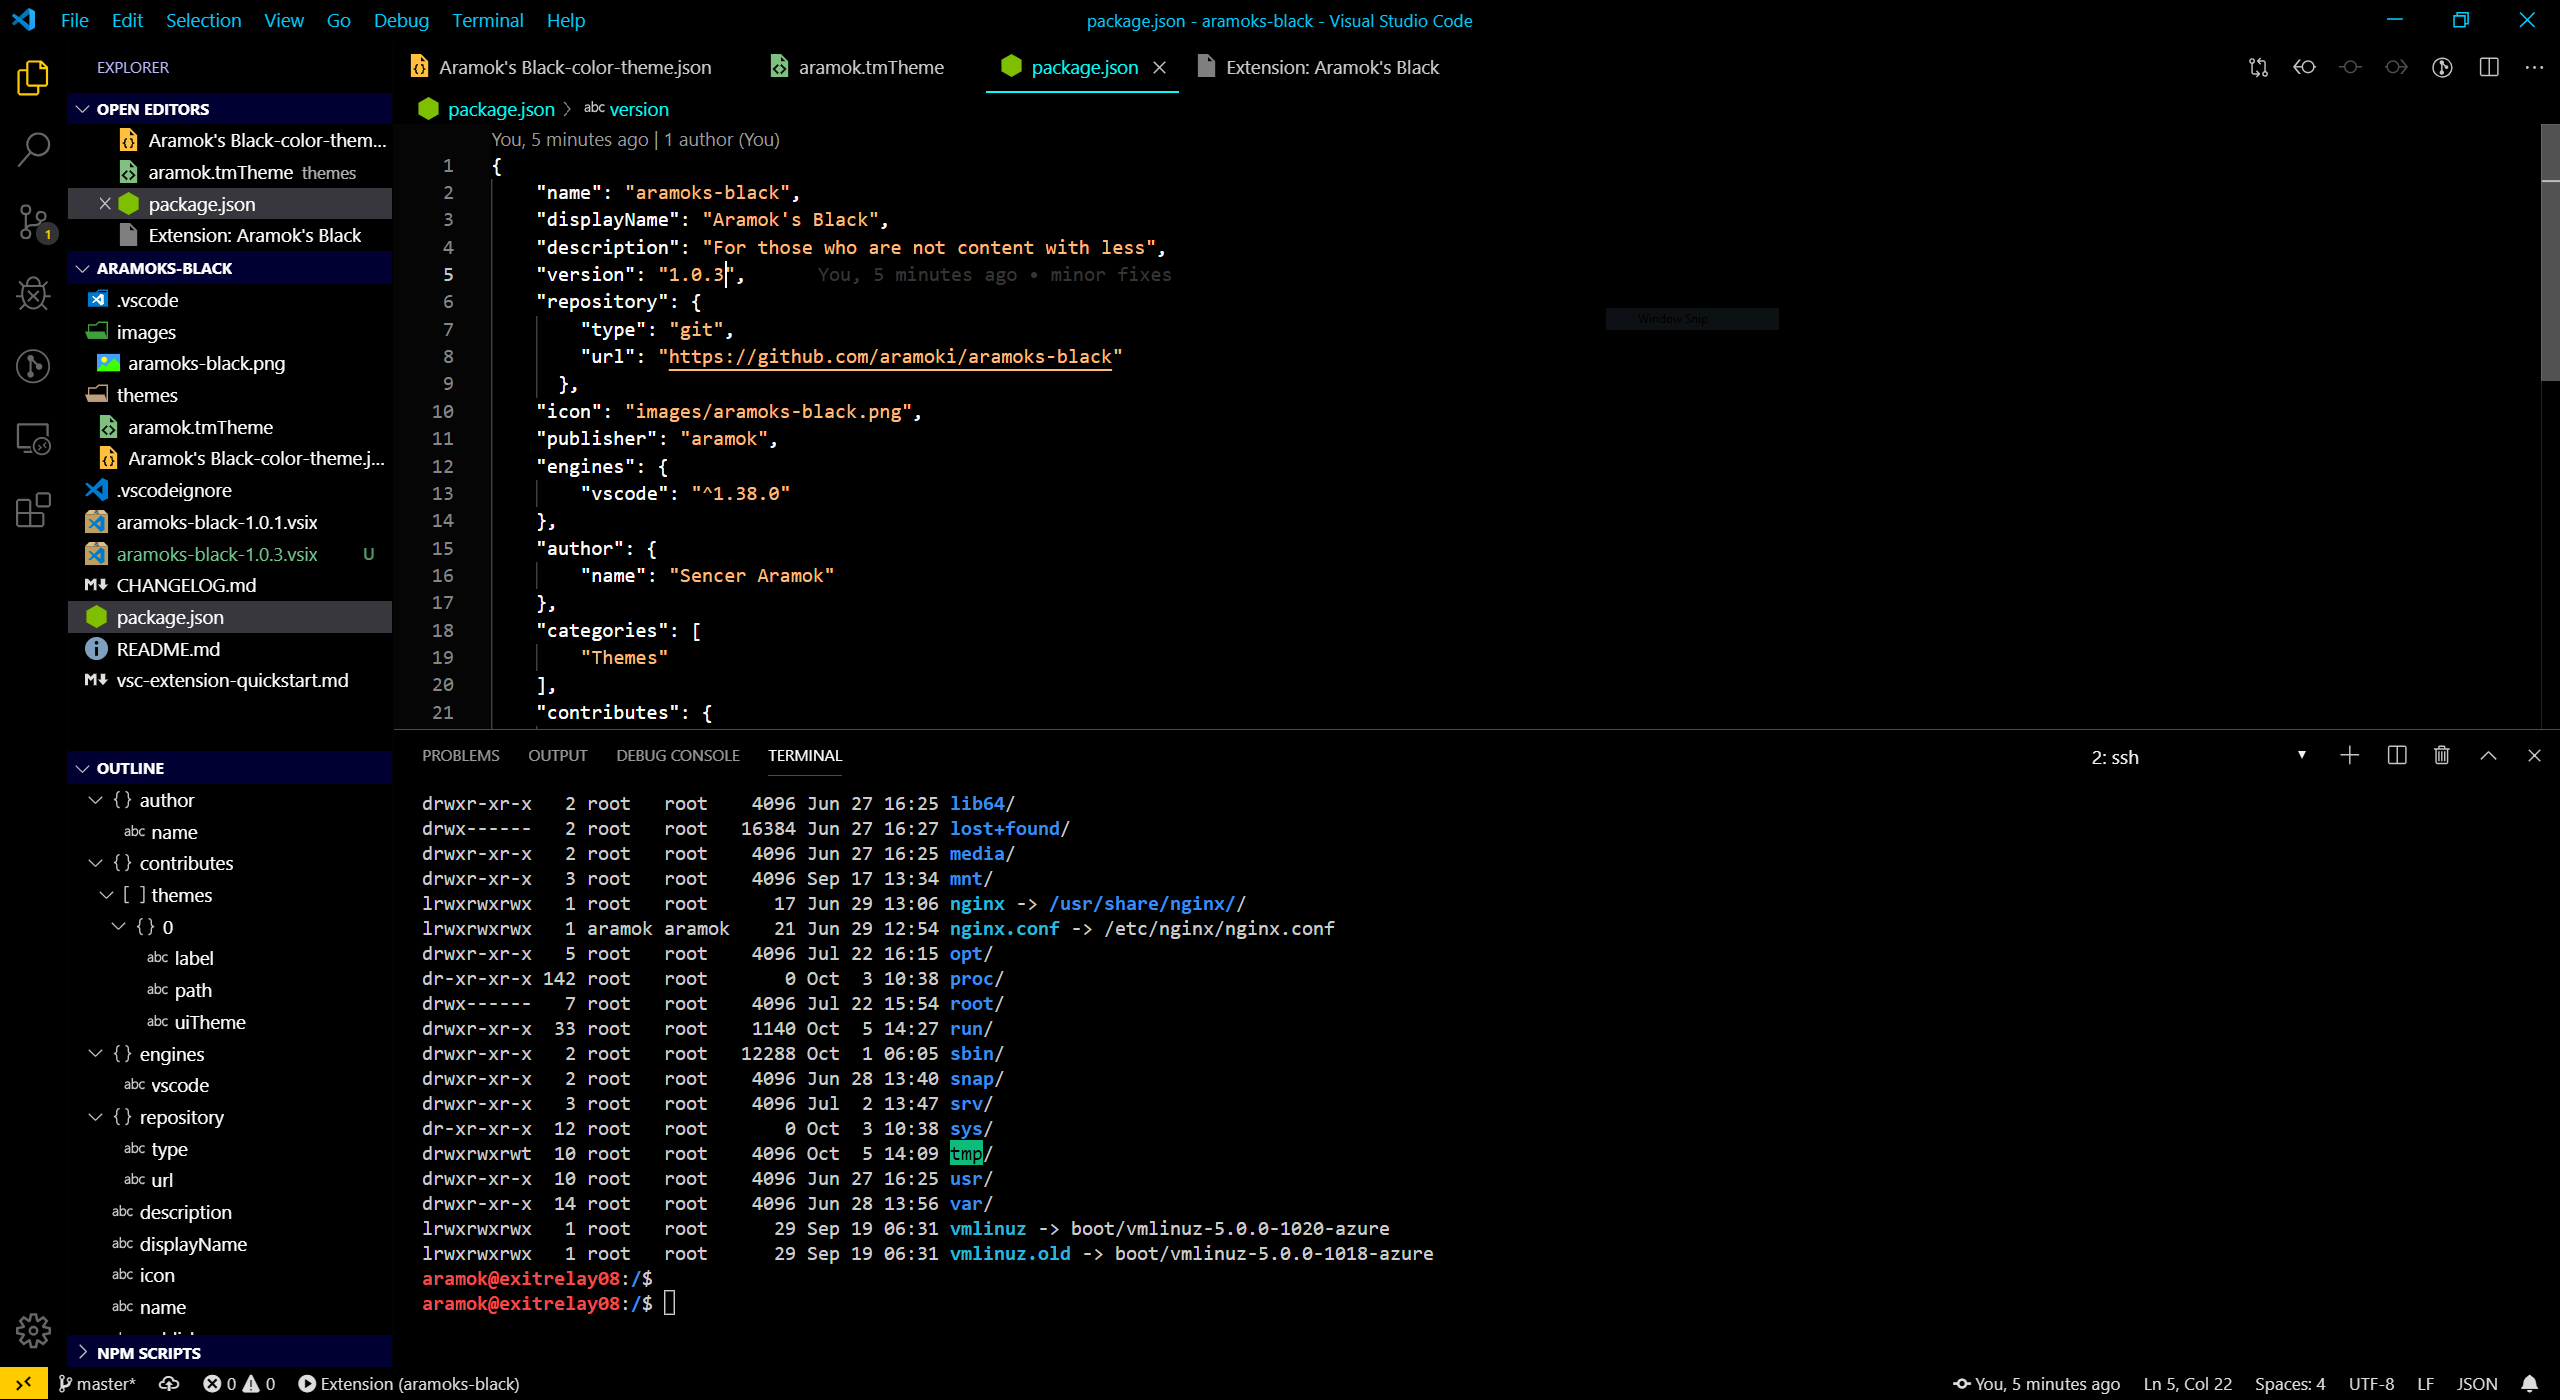 File Edit Selection View Go Debug Terminal Help package.json - aramoks-black - Visual Studio Code
EXPLORER
OPEN EDITORS
Aramok's Black-color-them...
aramok.tmTheme themes
package.json
Extension: Aramok's Black
ARAMOKS-BLACK
.vscode
images
aramoks-black.png
themes
aramok.tmTheme
Aramok's Black-color-theme.j...
.vscodeignore
aramoks-black-1.0.1.vsix
aramoks-black-1.0.3.vsix U
CHANGELOG.md
package.json
README.md
vsc-extension-quickstart.md
OUTLINE
{} author
abc name
{} contributes
[ ] themes
{} 0
abc label
abc path
abc uiTheme
{} engines
abc vscode
{} repository
abc type
abc url
abc description
abc displayName
abc icon
abc name
NPM SCRIPTS
1
Aramok's Black-color-theme.json aramok.tmTheme package.json Extension: Aramok's Black
package.json abc version
You, 5 minutes ago | 1 author (You)
1 {
2 "name": "aramoks-black",
3 "displayName": "Aramok's Black",
4 "description": "For those who are not content with less",
5 "version": "1.0.3", You, 5 minutes ago • minor fixes
6 "repository": {
7 "type": "git",
8 "url": "https://github.com/aramoki/aramoks-black"
9 },
10 "icon": "images/aramoks-black.png",
11 "publisher": "aramok",
12 "engines": {
13 "vscode": "^1.38.0"
14 },
15 "author": {
16 "name": "Sencer Aramok"
17 },
18 "categories": [
19 "Themes"
20 ],
21 "contributes": {
Window Snip
PROBLEMS OUTPUT DEBUG CONSOLE TERMINAL 2: ssh
drwxr-xr-x 2 root root 4096 Jun 27 16:25 lib64/
drwx------ 2 root root 16384 Jun 27 16:27 lost+found/
drwxr-xr-x 2 root root 4096 Jun 27 16:25 media/
drwxr-xr-x 3 root root 4096 Sep 17 13:34 mnt/
lrwxrwxrwx 1 root root 17 Jun 29 13:06 nginx -> /usr/share/nginx//
lrwxrwxrwx 1 aramok aramok 21 Jun 29 12:54 nginx.conf -> /etc/nginx/nginx.conf
drwxr-xr-x 5 root root 4096 Jul 22 16:15 opt/
dr-xr-xr-x 142 root root 0 Oct 3 10:38 proc/
drwx------ 7 root root 4096 Jul 22 15:54 root/
drwxr-xr-x 33 root root 1140 Oct 5 14:27 run/
drwxr-xr-x 2 root root 12288 Oct 1 06:05 sbin/
drwxr-xr-x 2 root root 4096 Jun 28 13:40 snap/
drwxr-xr-x 3 root root 4096 Jul 2 13:47 srv/
dr-xr-xr-x 12 root root 0 Oct 3 10:38 sys/
drwxrwxrwt 10 root root 4096 Oct 5 14:09 tmp/
drwxr-xr-x 10 root root 4096 Jun 27 16:25 usr/
drwxr-xr-x 14 root root 4096 Jun 28 13:56 var/
lrwxrwxrwx 1 root root 29 Sep 19 06:31 vmlinuz -> boot/vmlinuz-5.0.0-1020-azure
lrwxrwxrwx 1 root root 29 Sep 19 06:31 vmlinuz.old -> boot/vmlinuz-5.0.0-1018-azure
aramok@exitrelay08:/$
aramok@exitrelay08:/$
master* 0 0 Extension (aramoks-black) You, 5 minutes ago Ln 5, Col 22 Spaces: 4 UTF-8 LF JSON